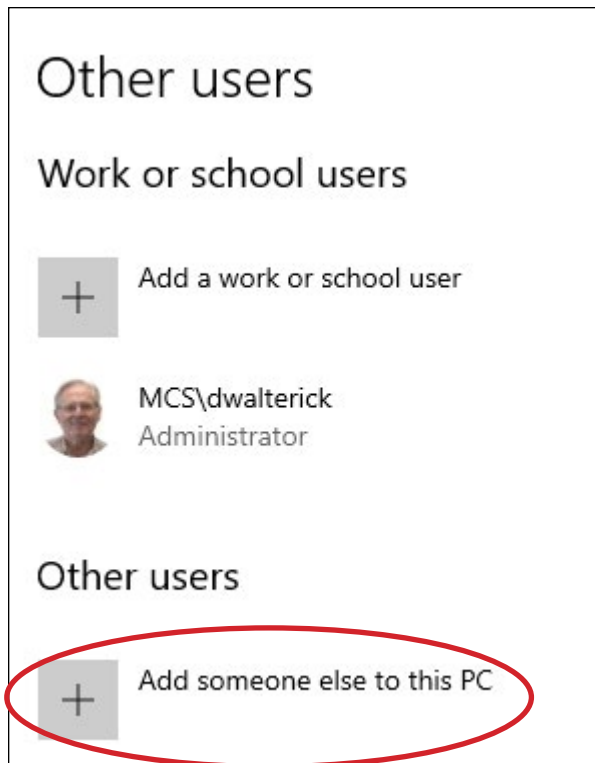 Other users
Work or school users
Add a work or school user
MCS\dwalterick
Administrator
Other users
Add someone else to this PC